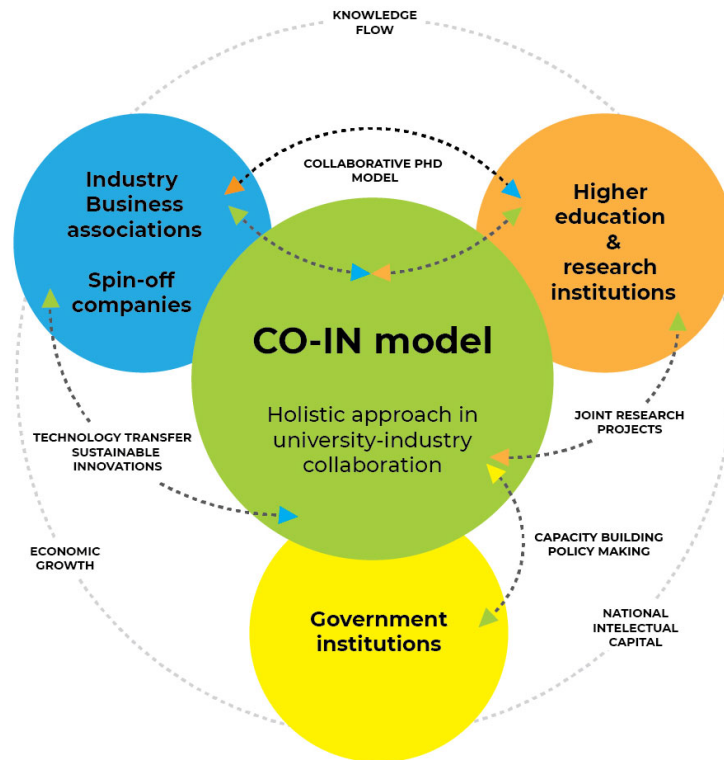 KNOWLEDGE
FLOW
COLLABORATIVE PHD
MODEL
Industry
Business
associations
Spin-off
companies
Higher
education
&
research
institutions
CO-IN model
Holistic approach in
university-industry
collaboration
TECHNOLOGY TRANSFER
SUSTAINABLE
INNOVATIONS
JOINT RESEARCH
PROJECTS
ECONOMIC
GROWTH
CAPACITY BUILDING
POLICY MAKING
Government
institutions
NATIONAL
INTELECTUAL
CAPITAL